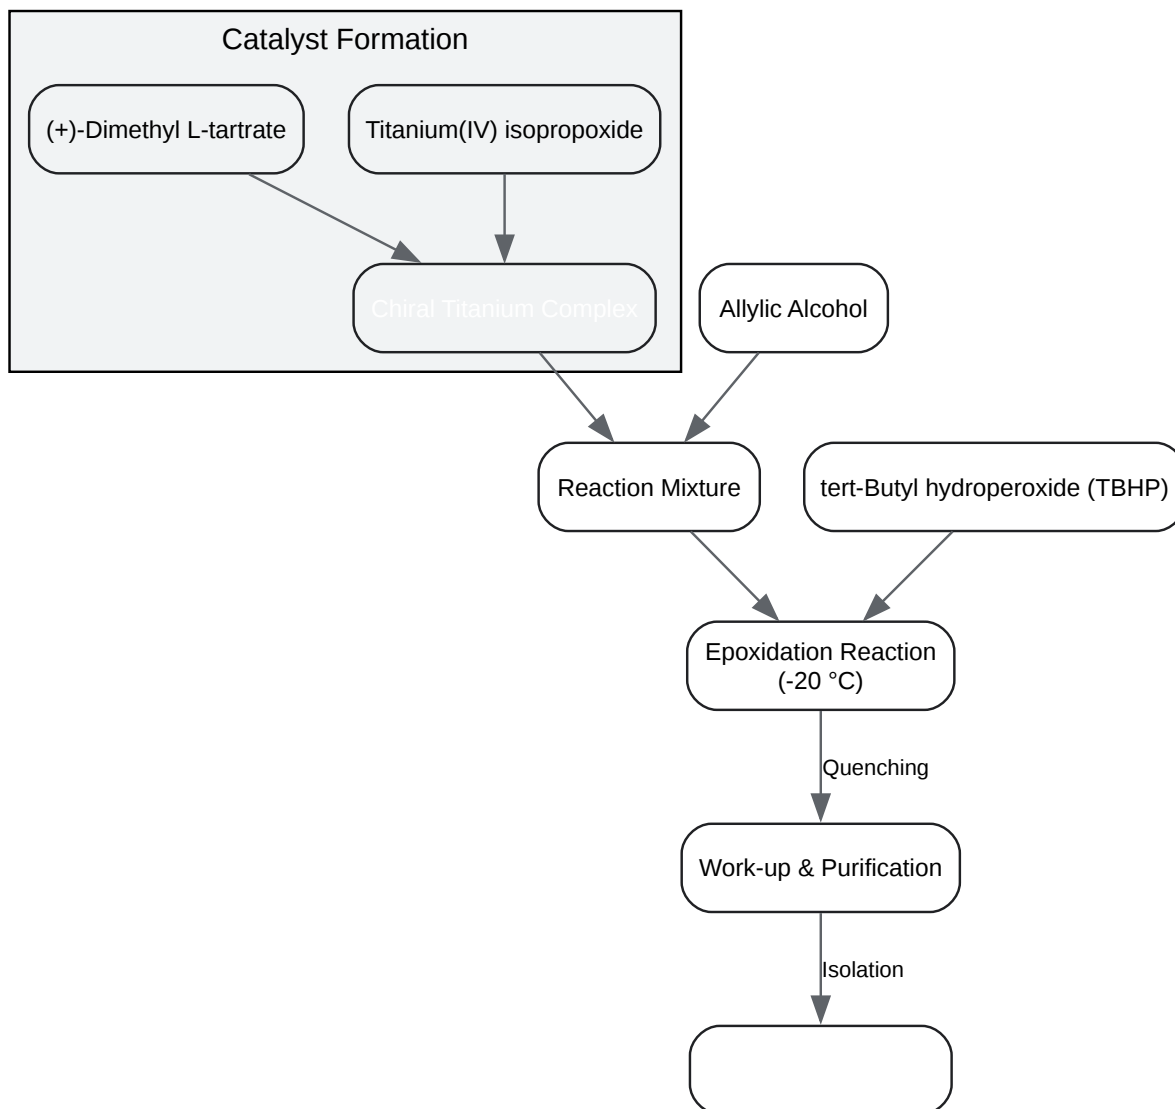 Catalyst Formation
(+)-Dimethyl L-tartrate
Titanium(IV) isopropoxide
Chiral Titanium Complex
Allylic Alcohol
Reaction Mixture
tert-Butyl hydroperoxide (TBHP)
Epoxidation Reaction
(-20 °C)
Quenching
Work-up & Purification
Isolation